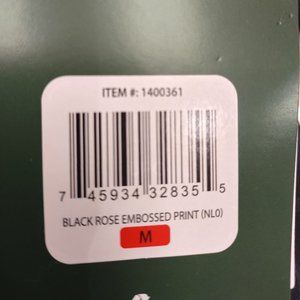 ITEM #: 1400361
7 45934 32835 5
BLACK ROSE EMBOSSED PRINT (NL0)
M